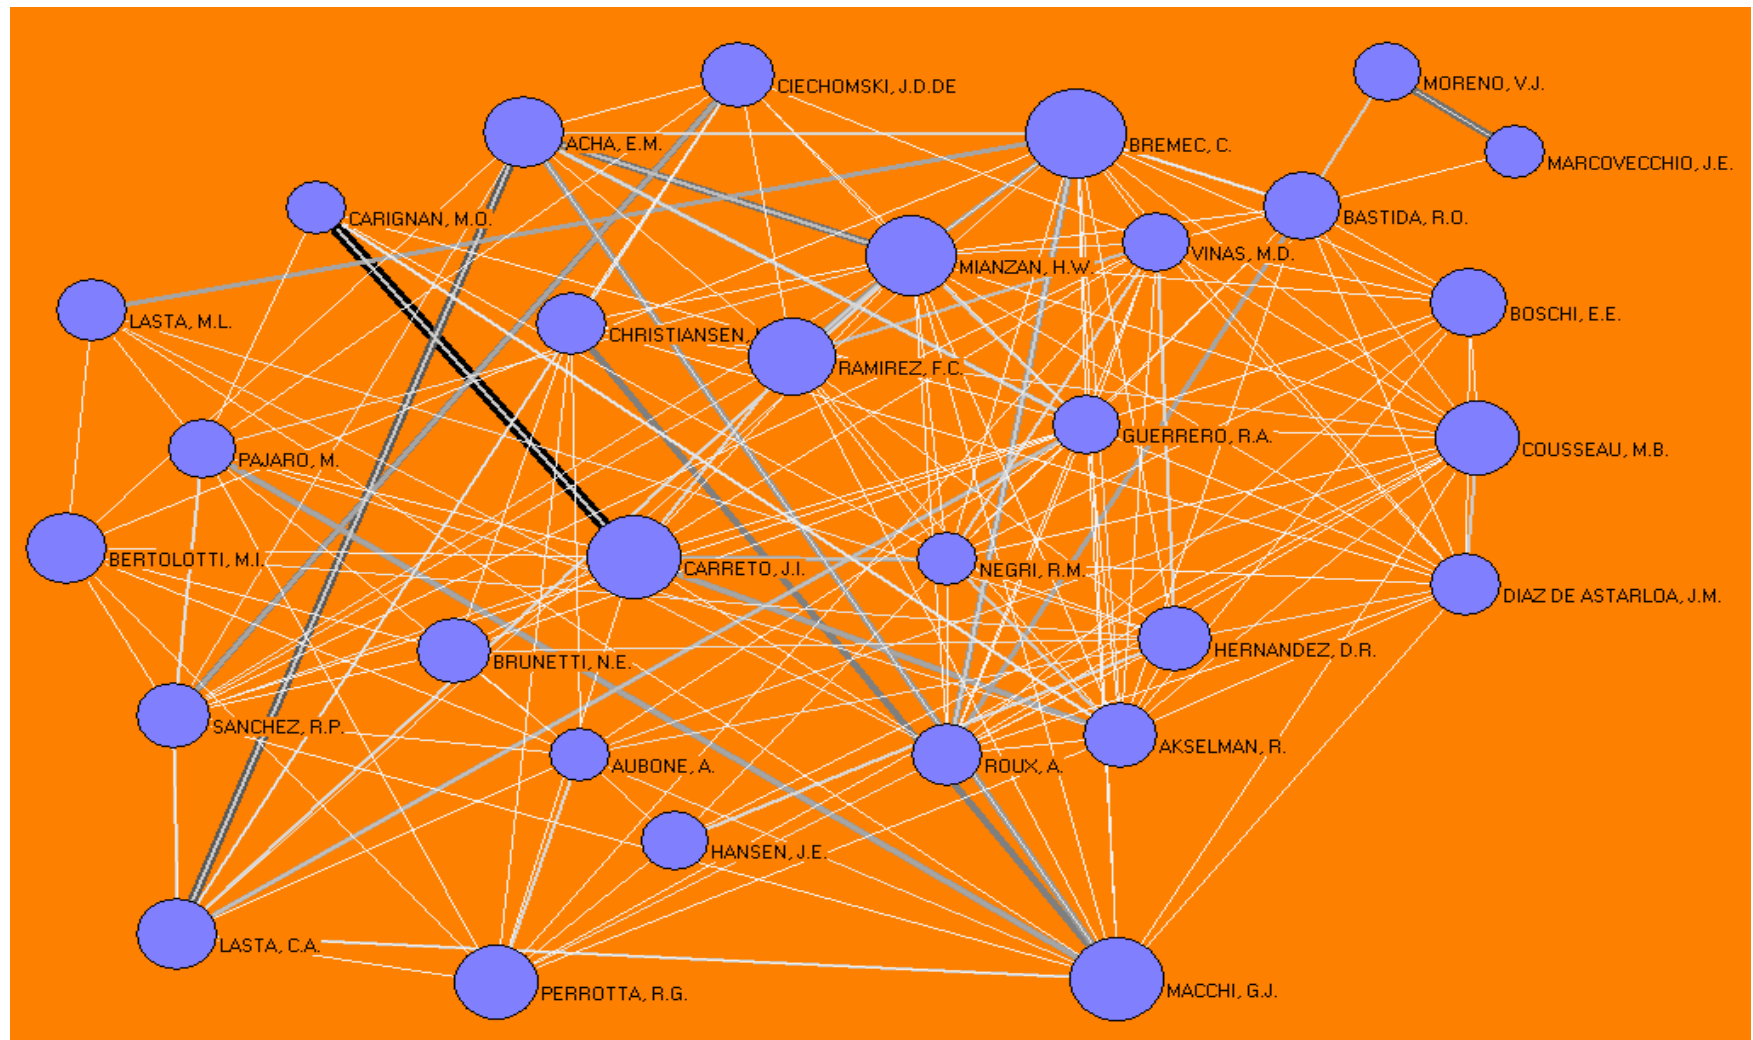 CIECHOMSKI, J.D.DE
MORENO, V.J.
ACHA, E.M.
BREMEC, C.
MARCOVECCHIO, J.E.
CARIGNAN, M.O.
BASTIDA, R.O.
VINAS, M.D.
MIANZAN, H.W.
LASTA, M.L.
BOSCHI, E.E.
CHRISTIANSEN,
RAMIREZ, F.C.
GUERRERO, R.A.
COUSSEAU, M.B.
PAJARO, M.
BERTOLOTTI, M.I.
CARRETO, J.I.
NEGRI, R.M.
DIAZ DE ASTARLOA, J.M.
BRUNETTI, N.E.
HERNANDEZ, D.R.
SANCHEZ, R.P.
AKSELMAN, R.
AUBONE, A.
ROUX, A.
HANSEN, J.E.
LASTA, C.A.
PERROTTA, R.G.
MACCHI, G.J.